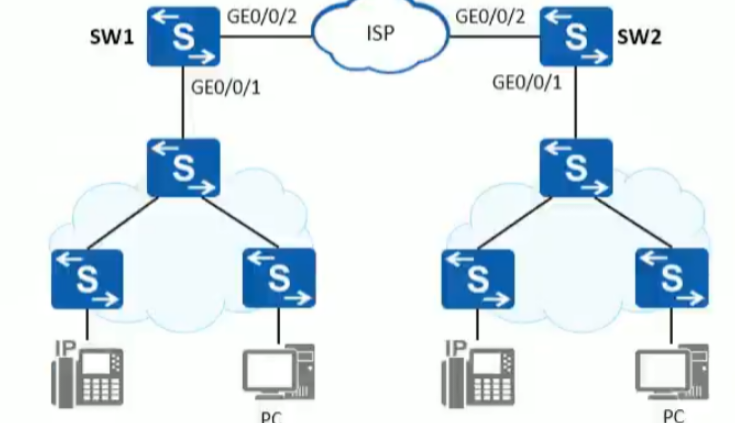 GE0/0/2 ISP GE0/0/2
SW1 S S SW2
GE0/0/1 GE0/0/1
S S
S S S S
IP IP
PC PC